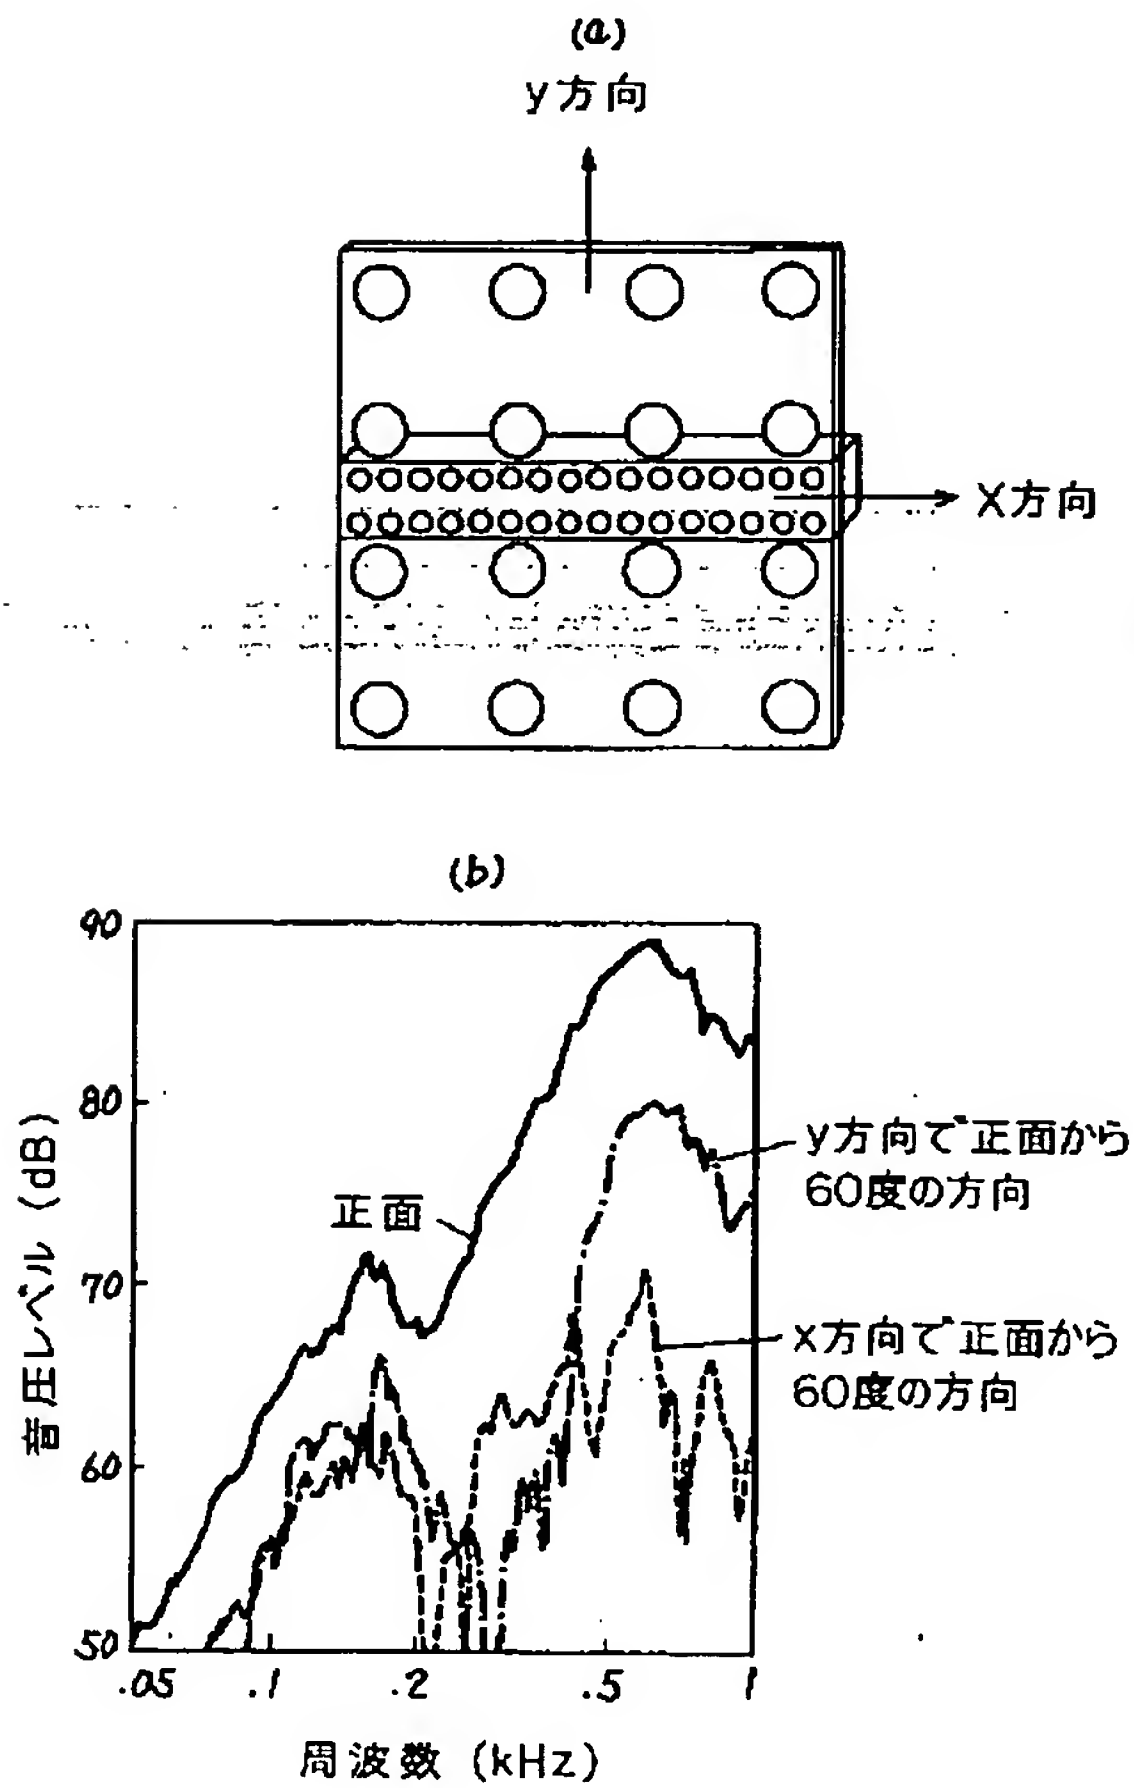 (a)
y方向
X方向
(b)
90
80
70
60
50
音圧レベル (dB)
正面
y方向で正面から
60度の方向
x方向で正面から
60度の方向
.05 .1 .2 .5 1
周波数 (kHz)